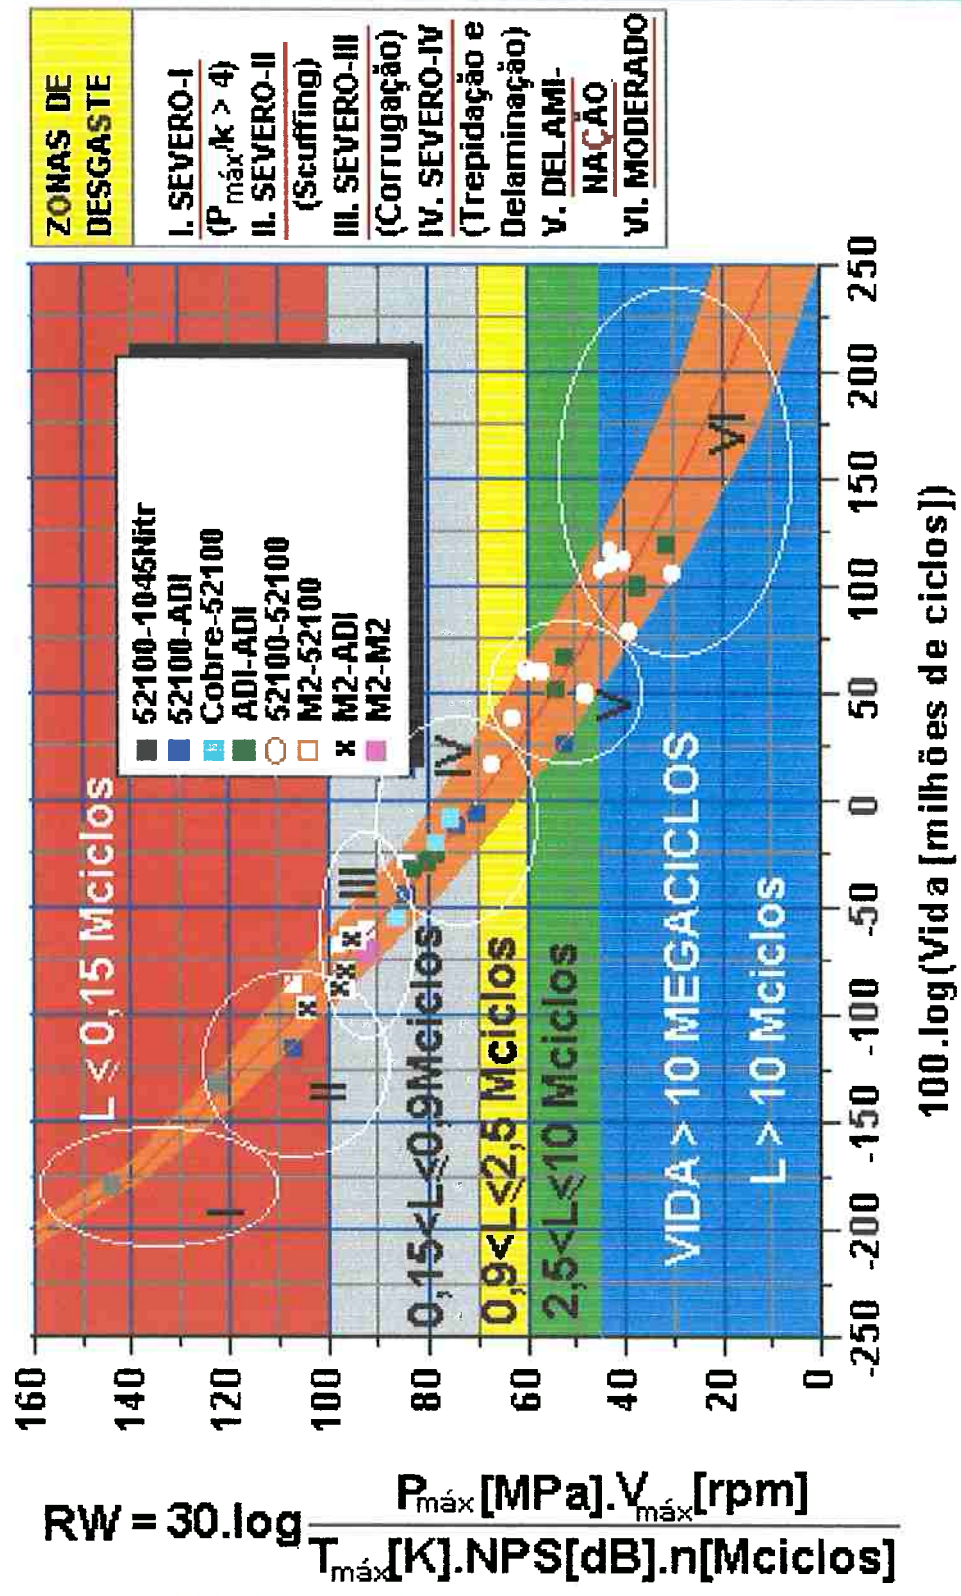 ZONAS DE
DESGASTE
I. SEVERO-I
(Pmáx/k > 4)
II. SEVERO-II
(Scuffing)
III. SEVERO-III
(Corrugação)
IV. SEVERO-IV
(Trepidação e
Delaminação)
V. DELAMI-
NAÇÃO
VI. MODERADO
52100-1045Nitr
52100-ADI
Cobre-52100
ADI-ADI
52100-52100
M2-52100
M2-ADI
M2-M2
L ≤ 0,15 Mciclos
0,15<L≤0,9Mciclos
0,9<L≤2,5 Mciclos
2,5<L≤10 Mciclos
VIDA > 10 MEGACICLOS
L > 10 Mciclos
I
II
III
IV
V
VI
160
140
120
100
80
60
40
20
0
-250
-200
-150
-100
-50
0
50
100
150
200
250
100.log(Vida [milhões de ciclos])
RW = 30.log
Pmáx[MPa].Vmáx[rpm]
Tmáx[K].NPS[dB].n[Mciclos]